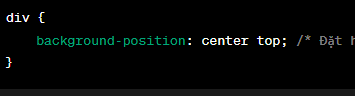 div {
background-position: center top; /* Đặt
}